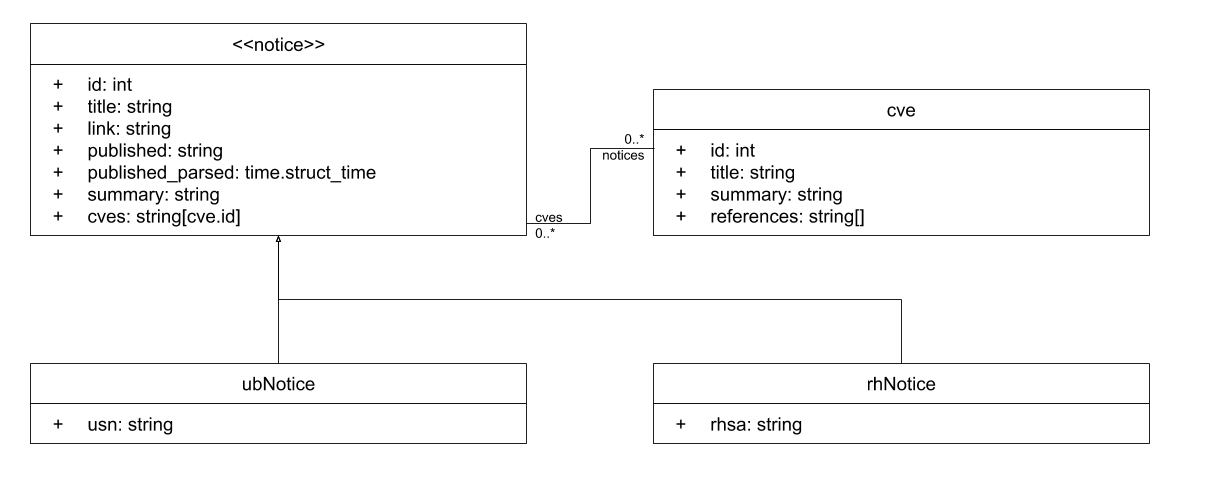 <<notice>>
+ id: int
+ title: string
+ link: string
+ published: string
+ published_parsed: time.struct_time
+ summary: string
+ cves: string[cve.id]
cves
0..*
0..*
notices
cve
+ id: int
+ title: string
+ summary: string
+ references: string[]
ubNotice
+ usn: string
rhNotice
+ rhsa: string